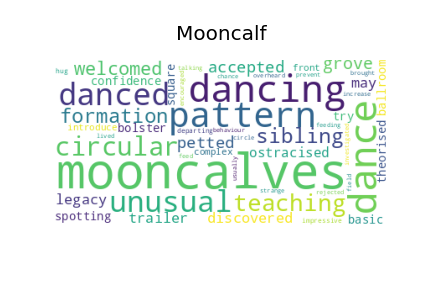 Mooncalf
hug
welcomed
confidence
square
talking
accepted
chance
overheard
front
prevent
grove
brought
increase
danced
dancing
may
ballroom
theorised
formation
pattern
try
introduce
bolster
lived
departing
behaviour
circle
sibling
feeding
circular
petted
complex
ostracised
dance
feed
usually
mooncalves
strange
rejected
field
legacy
unusual
teaching
spotting
trailer
discovered
impressive
basic